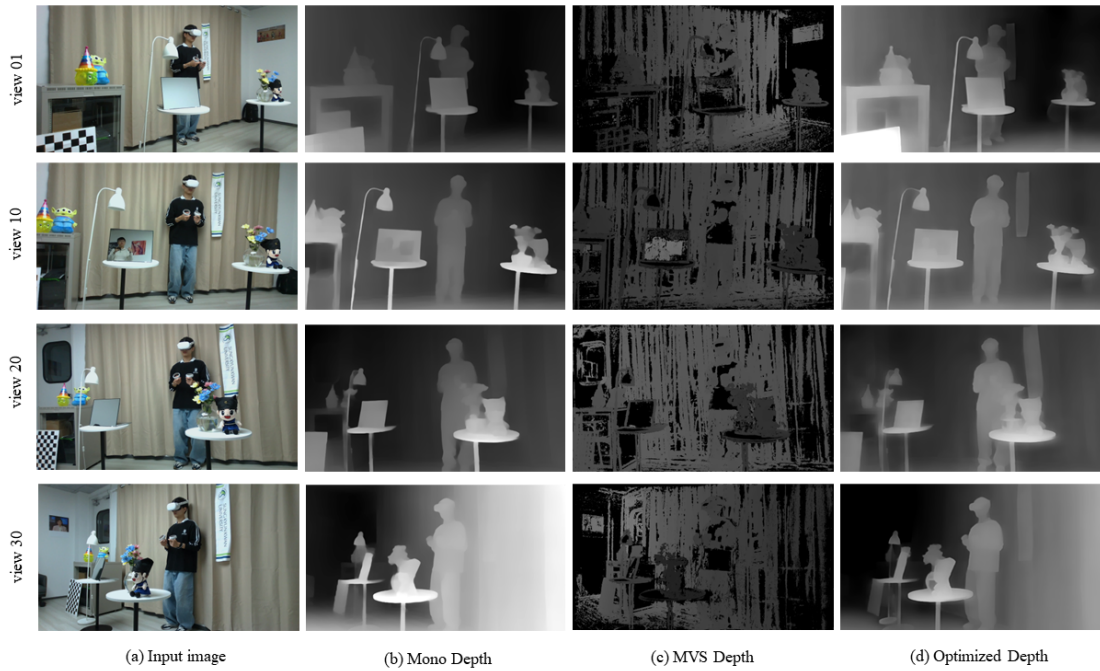 view 01
view 10
view 20
view 30
(a) Input image
(b) Mono Depth
(c) MVS Depth
(d) Optimized Depth